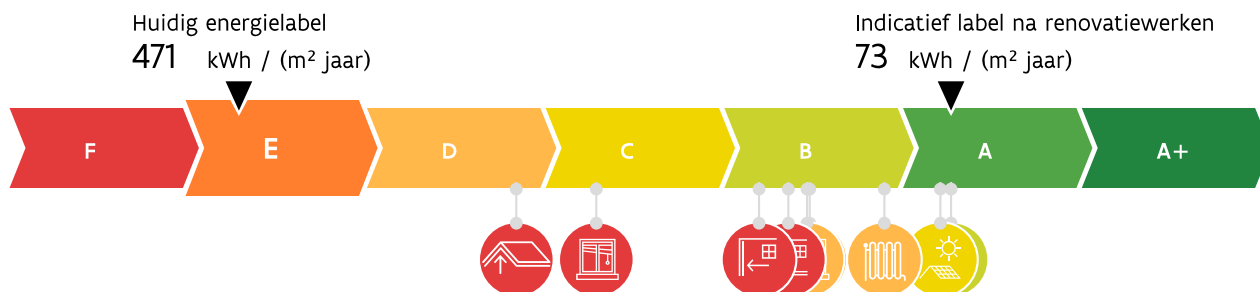 Huidig energielabel
471 kWh / (m² jaar)
Indicatief label na renovatiewerken
73 kWh / (m² jaar)
F E D C B A A+